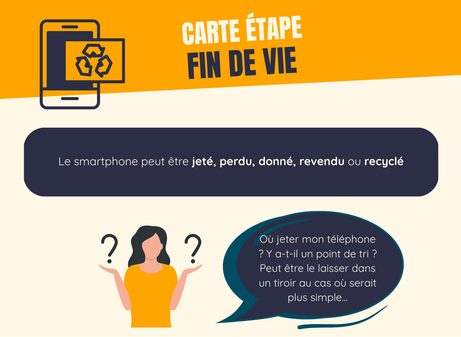 CARTE ÉTAPE
FIN DE VIE
Le smartphone peut être jeté, perdu, donné, revendu ou recyclé
? ?
Où jeter mon téléphone
? Y a-t-il un point de tri ?
Peut être le laisser dans
un tiroir au cas où serait
plus simple...